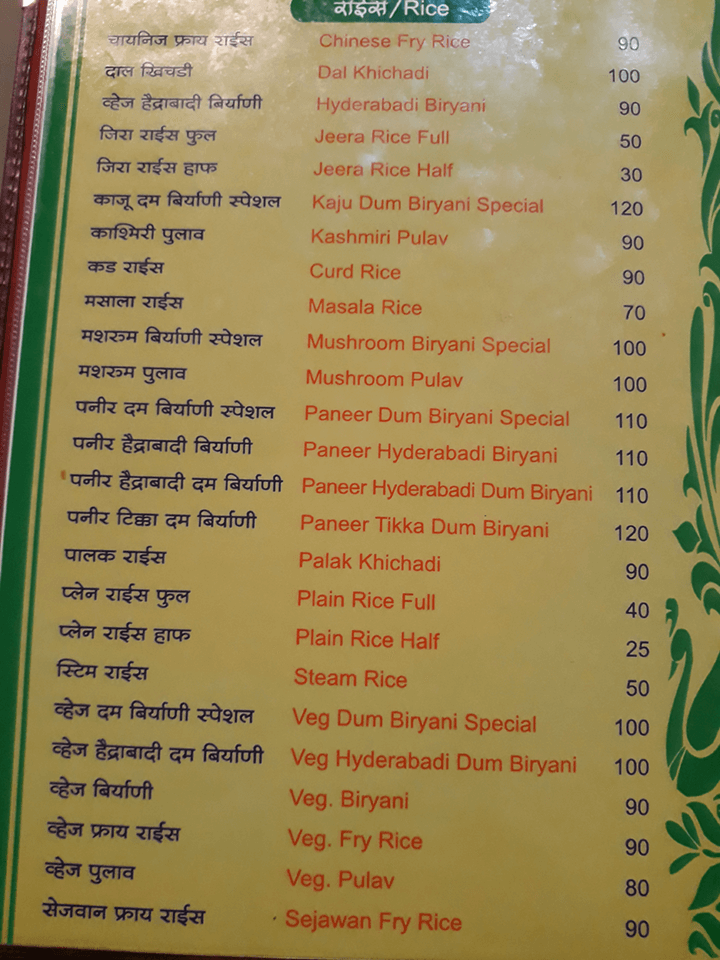 राईस/Rice
चायनिज फ्राय राईस Chinese Fry Rice 90
दाल खिचडी Dal Khichadi 100
व्हेज हैद्राबादी बिर्याणी Hyderabadi Biryani 90
जिरा राईस फुल Jeera Rice Full 50
जिरा राईस हाफ Jeera Rice Half 30
काजू दम बिर्याणी स्पेशल Kaju Dum Biryani Special 120
काश्मिरी पुलाव Kashmiri Pulav 90
कड राईस Curd Rice 90
मसाला राईस Masala Rice 70
मशरुम बिर्याणी स्पेशल Mushroom Biryani Special 100
मशरुम पुलाव Mushroom Pulav 100
पनीर दम बिर्याणी स्पेशल Paneer Dum Biryani Special 110
पनीर हैद्राबादी बिर्याणी Paneer Hyderabadi Biryani 110
पनीर हैद्राबादी दम बिर्याणी Paneer Hyderabadi Dum Biryani 110
पनीर टिक्का दम बिर्याणी Paneer Tikka Dum Biryani 120
पालक राईस Palak Khichadi 90
प्लेन राईस फुल Plain Rice Full 40
प्लेन राईस हाफ Plain Rice Half 25
स्टिम राईस Steam Rice 50
व्हेज दम बिर्याणी स्पेशल Veg Dum Biryani Special 100
व्हेज हैद्राबादी दम बिर्याणी Veg Hyderabadi Dum Biryani 100
व्हेज बिर्याणी Veg. Biryani 90
व्हेज फ्राय राईस Veg. Fry Rice 90
व्हेज पुलाव Veg. Pulav 80
सेजवान फ्राय राईस Sejawan Fry Rice 90